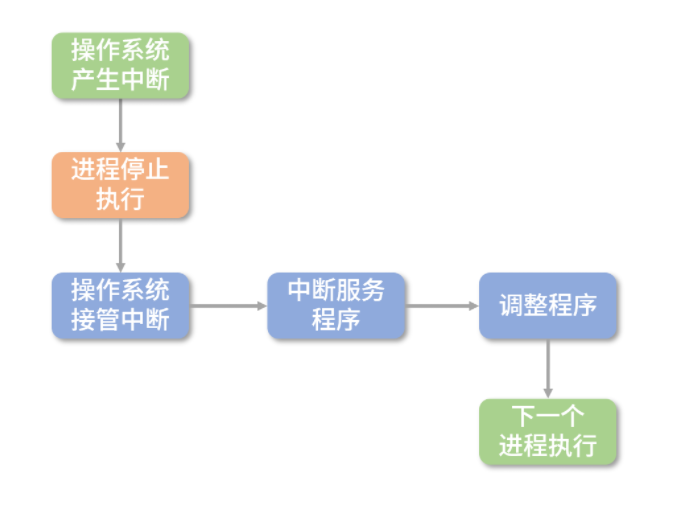 操作系统
产生中断
进程停止
执行
操作系统
接管中断
中断服务
程序
调整程序
下一个
进程执行